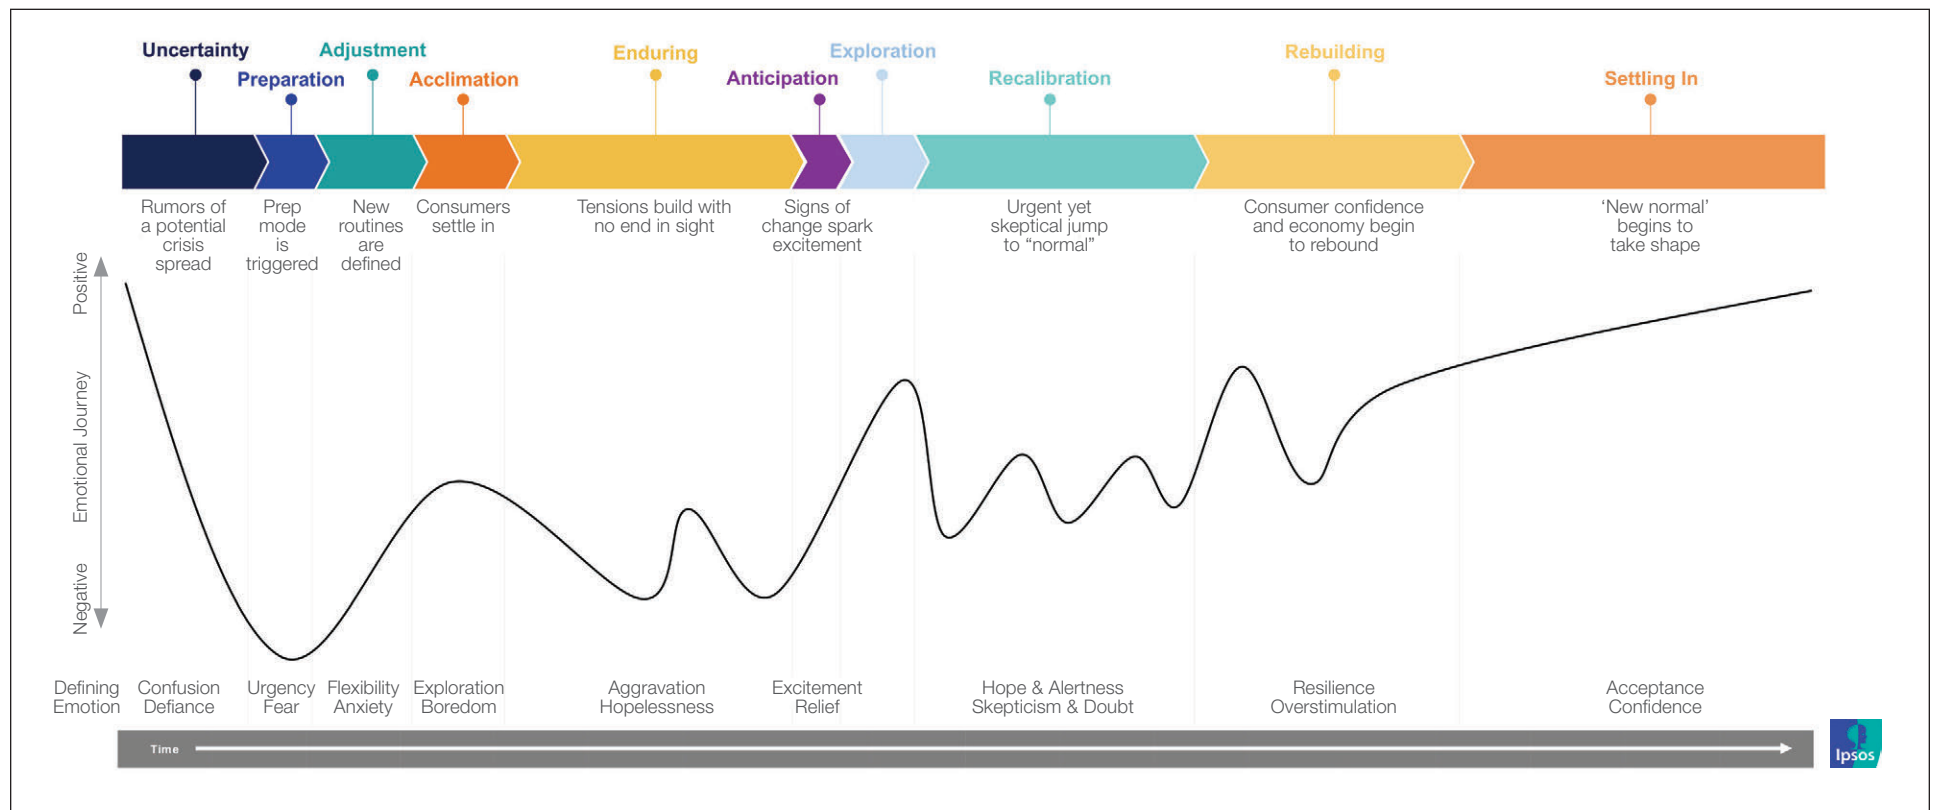 Uncertainty
Preparation
Adjustment
Acclimation
Enduring
Anticipation
Exploration
Recalibration
Rebuilding
Settling In
Rumors of
a potential
crisis
spread
Prep
mode
is
triggered
New
routines
are
defined
Consumers
settle in
Tensions build with
no end in sight
Signs of
change spark
excitement
Urgent yet
skeptical jump
to “normal”
Consumer confidence
and economy begin
to rebound
‘New normal’
begins to
take shape
Positive
Emotional Journey
Negative
Defining
Emotion
Confusion
Defiance
Urgency
Fear
Flexibility
Anxiety
Exploration
Boredom
Aggravation
Hopelessness
Excitement
Relief
Hope & Alertness
Skepticism & Doubt
Resilience
Overstimulation
Acceptance
Confidence
Time
Ipsos